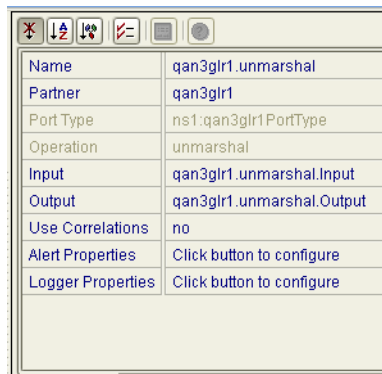 Name qan3glr1.unmarshal
Partner qan3glr1
Port Type ns1:qan3glr1PortType
Operation unmarshal
Input qan3glr1.unmarshal.Input
Output qan3glr1.unmarshal.Output
Use Correlations no
Alert Properties Click button to configure
Logger Properties Click button to configure